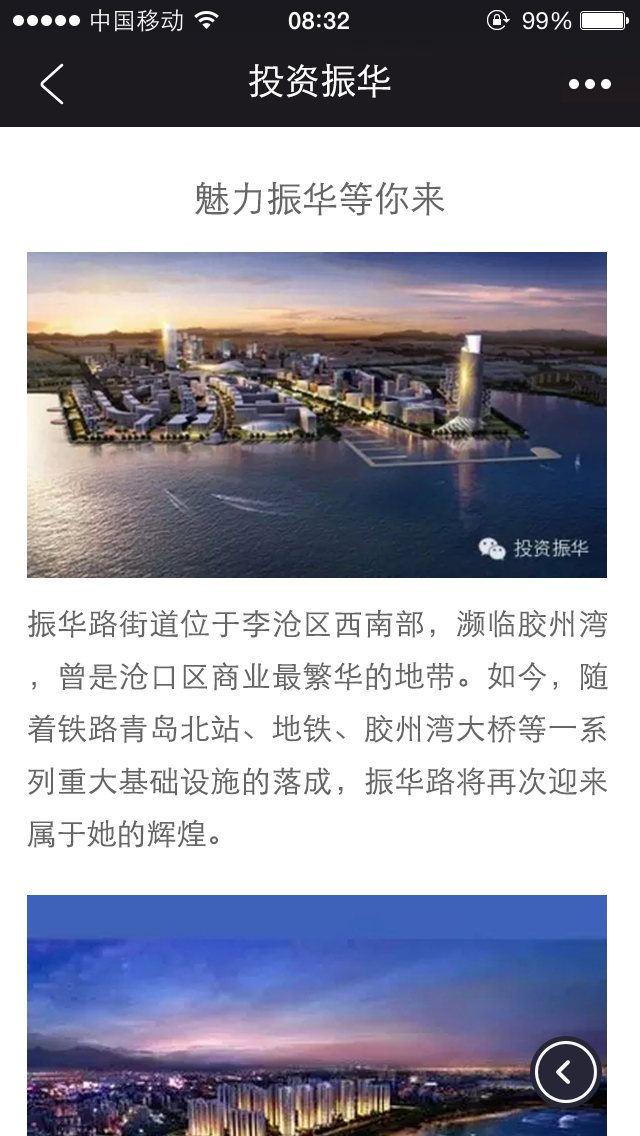 中国移动 08:32 99%
投资振华
魅力振华等你来
投资振华
振华路街道位于李沧区西南部，濒临胶州湾
，曾是沧口区商业最繁华的地带。如今，随
着铁路青岛北站、地铁、胶州湾大桥等一系
列重大基础设施的落成，振华路将再次迎来
属于她的辉煌。